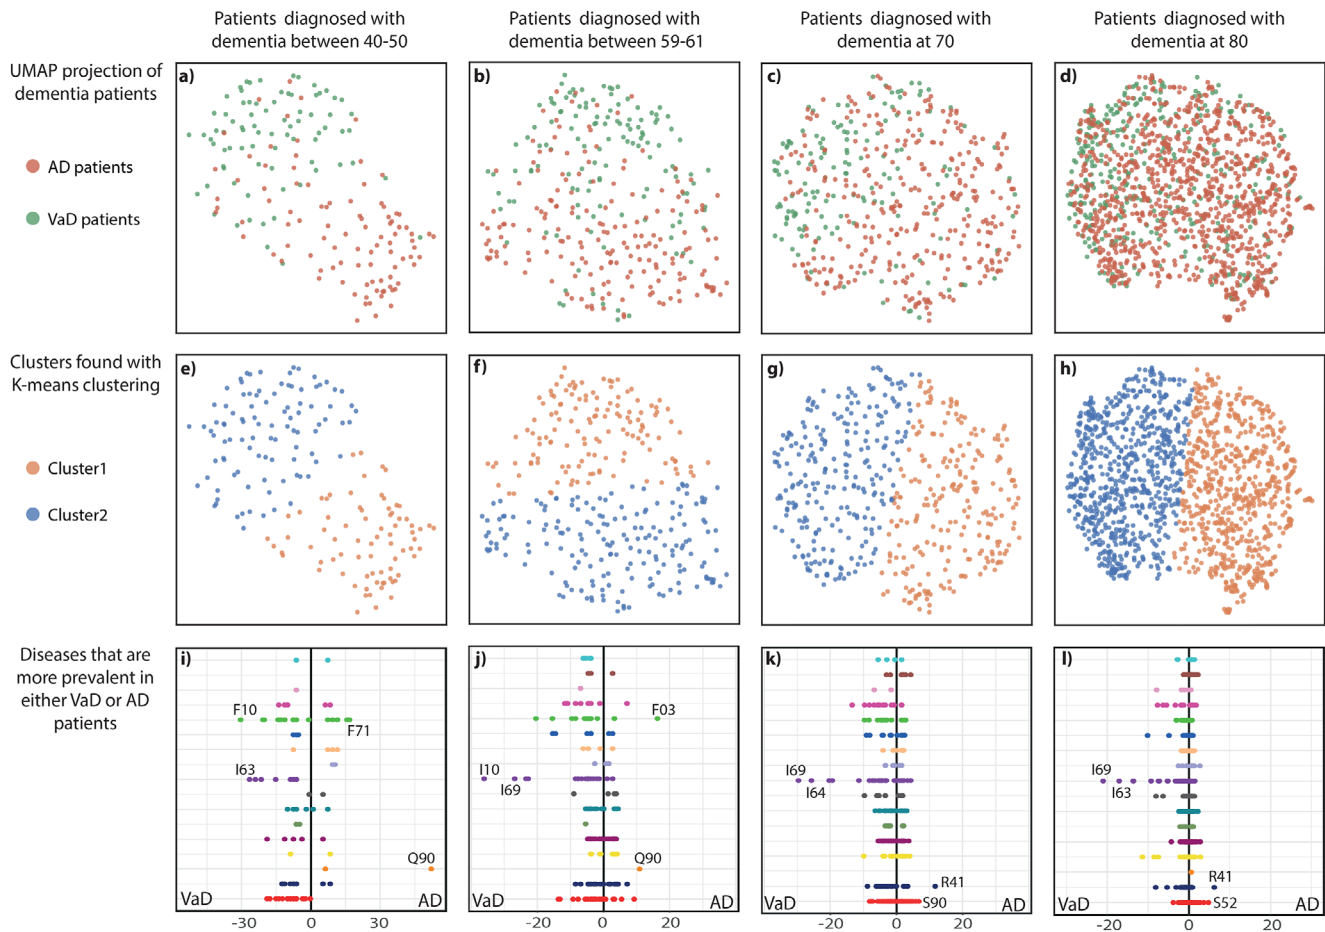 Patients diagnosed with
dementia between 40-50
Patients diagnosed with
dementia between 59-61
Patients diagnosed with
dementia at 70
Patients diagnosed with
dementia at 80
UMAP projection of
dementia patients
AD patients
VaD patients
a)
b)
c)
d)
Clusters found with
K-means clustering
Cluster1
Cluster2
e)
f)
g)
h)
Diseases that are
more prevalent in
either VaD or AD
patients
i)
F10
F71
I63
Q90
VaD
AD
-30
0
30
j)
F03
I10
I69
Q90
VaD
AD
-20
0
20
k)
I69
I64
R41
S90
VaD
AD
-20
0
20
l)
I69
I63
R41
S52
VaD
AD
-20
0
20